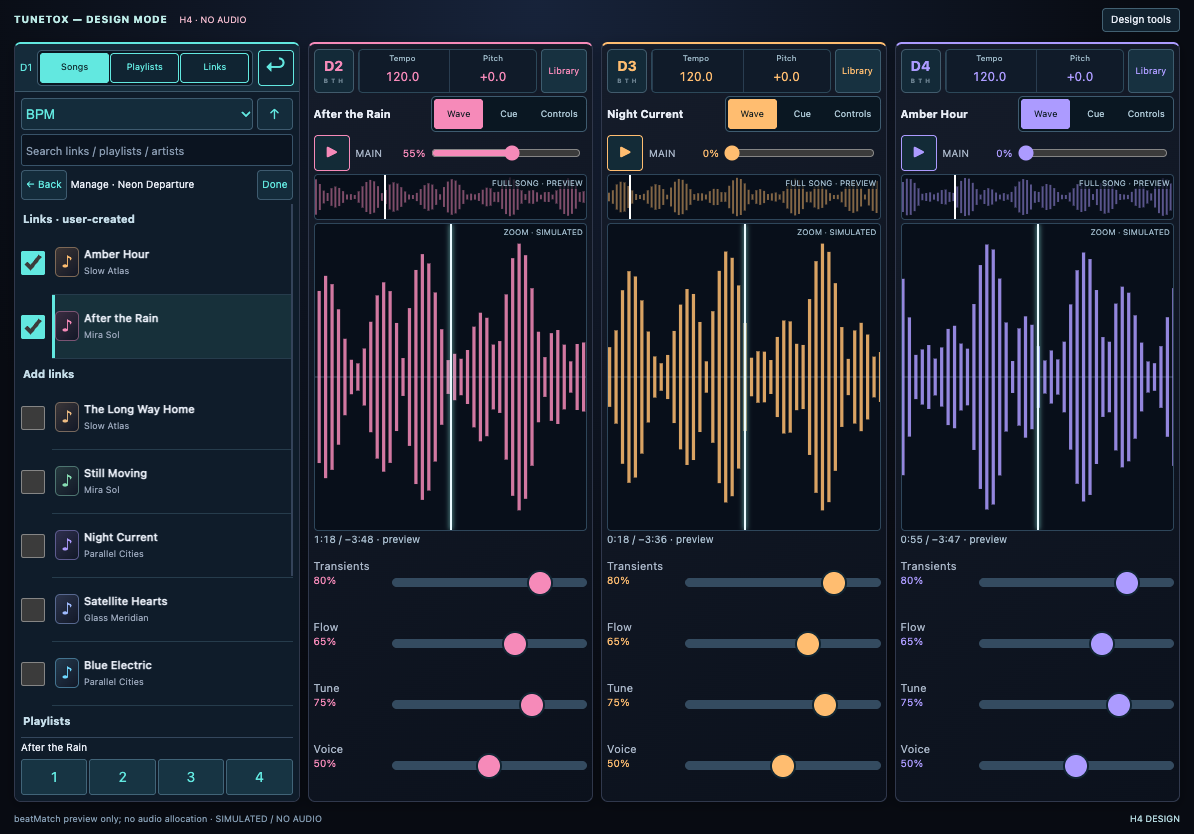 TUNETOX — DESIGN MODE H4 · NO AUDIO
Design tools
D1 Songs Playlists Links
BPM
Search links / playlists / artists
← Back Manage · Neon Departure Done
Links · user-created
Amber Hour
Slow Atlas
After the Rain
Mira Sol
Add links
The Long Way Home
Slow Atlas
Still Moving
Mira Sol
Night Current
Parallel Cities
Satellite Hearts
Glass Meridian
Blue Electric
Parallel Cities
Playlists
After the Rain
1 2 3 4
D2
B T H
Tempo
120.0
Pitch
+0.0
Library
After the Rain Wave Cue Controls
MAIN 55%
FULL SONG · PREVIEW
ZOOM · SIMULATED
1:18 / −3:48 · preview
Transients
80%
Flow
65%
Tune
75%
Voice
50%
D3
B T H
Tempo
120.0
Pitch
+0.0
Library
Night Current Wave Cue Controls
MAIN 0%
FULL SONG · PREVIEW
ZOOM · SIMULATED
0:18 / −3:36 · preview
Transients
80%
Flow
65%
Tune
75%
Voice
50%
D4
B T H
Tempo
120.0
Pitch
+0.0
Library
Amber Hour Wave Cue Controls
MAIN 0%
FULL SONG · PREVIEW
ZOOM · SIMULATED
0:55 / −3:47 · preview
Transients
80%
Flow
65%
Tune
75%
Voice
50%
beatMatch preview only; no audio allocation · SIMULATED / NO AUDIO
H4 DESIGN